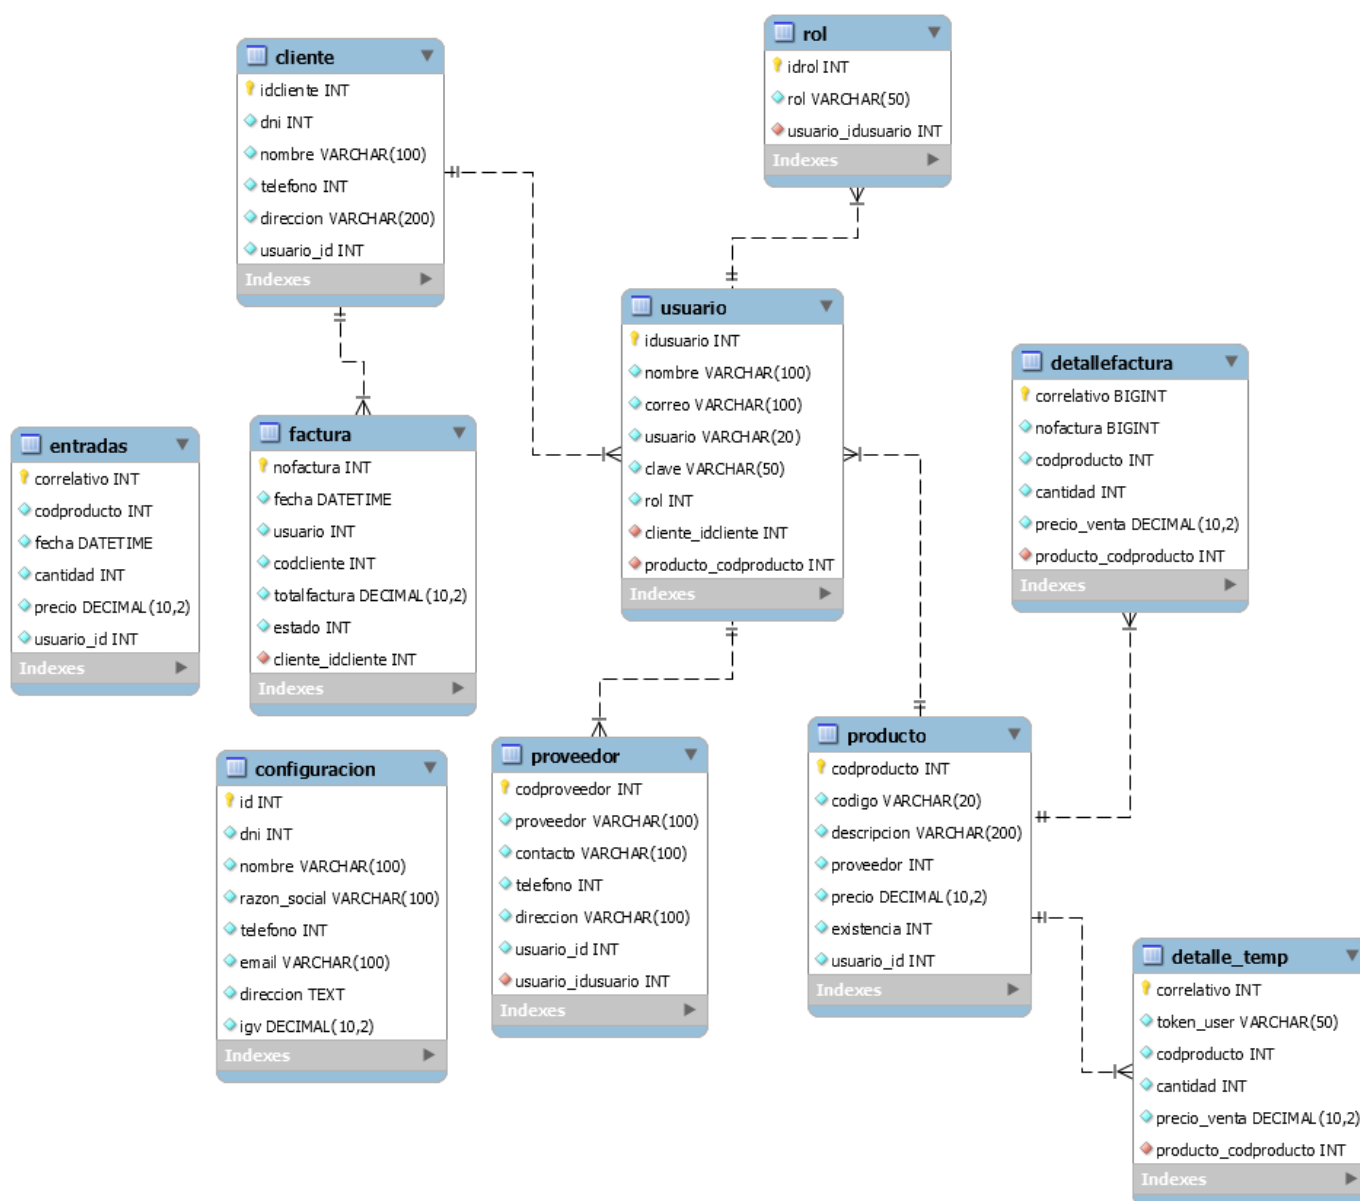 cliente
idcliente INT
dni INT
nombre VARCHAR(100)
telefono INT
direccion VARCHAR(200)
usuario_id INT
Indexes
rol
idrol INT
rol VARCHAR(50)
usuario_idusuario INT
Indexes
usuario
idusuario INT
nombre VARCHAR(100)
correo VARCHAR(100)
usuario VARCHAR(20)
clave VARCHAR(50)
rol INT
cliente_idcliente INT
producto_codproducto INT
Indexes
detallefactura
correlativo BIGINT
nofactura BIGINT
codproducto INT
cantidad INT
precio_venta DECIMAL(10,2)
producto_codproducto INT
Indexes
entradas
correlativo INT
codproducto INT
fecha DATETIME
cantidad INT
precio DECIMAL(10,2)
usuario_id INT
Indexes
factura
nofactura INT
fecha DATETIME
usuario INT
codcliente INT
totalfactura DECIMAL(10,2)
estado INT
cliente_idcliente INT
Indexes
configuracion
id INT
dni INT
nombre VARCHAR(100)
razon_social VARCHAR(100)
telefono INT
email VARCHAR(100)
direccion TEXT
igv DECIMAL(10,2)
Indexes
proveedor
codproveedor INT
proveedor VARCHAR(100)
contacto VARCHAR(100)
telefono INT
direccion VARCHAR(100)
usuario_id INT
usuario_idusuario INT
Indexes
producto
codproducto INT
codigo VARCHAR(20)
descripcion VARCHAR(200)
proveedor INT
precio DECIMAL(10,2)
existencia INT
usuario_id INT
Indexes
detalle_temp
correlativo INT
token_user VARCHAR(50)
codproducto INT
cantidad INT
precio_venta DECIMAL(10,2)
producto_codproducto INT
Indexes